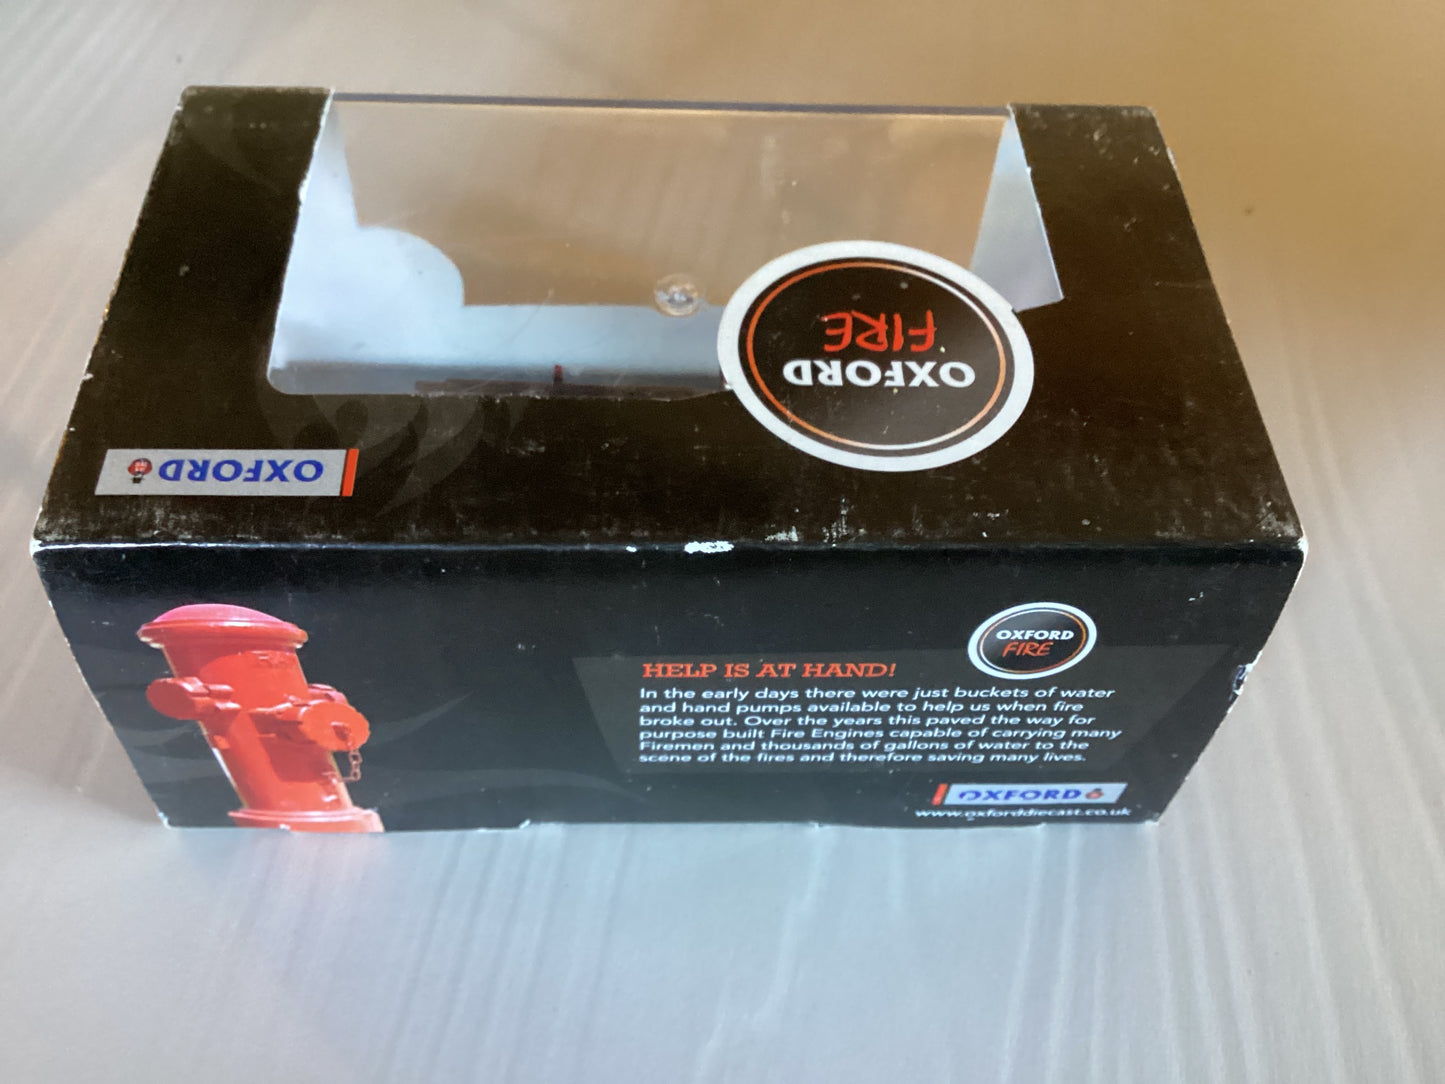 FIRE
OXFORD
OXFORD
OXFORD
FIRE
HELP IS AT HAND!
In the early days there were just buckets of water
and hand pumps available to help us when fire
broke out. Over the years this paved the way for
purpose built Fire Engines capable of carrying many
Firemen and thousands of gallons of water to the
scene of the fires and therefore saving many lives.
OXFORD
www.oxforddiecast.co.uk